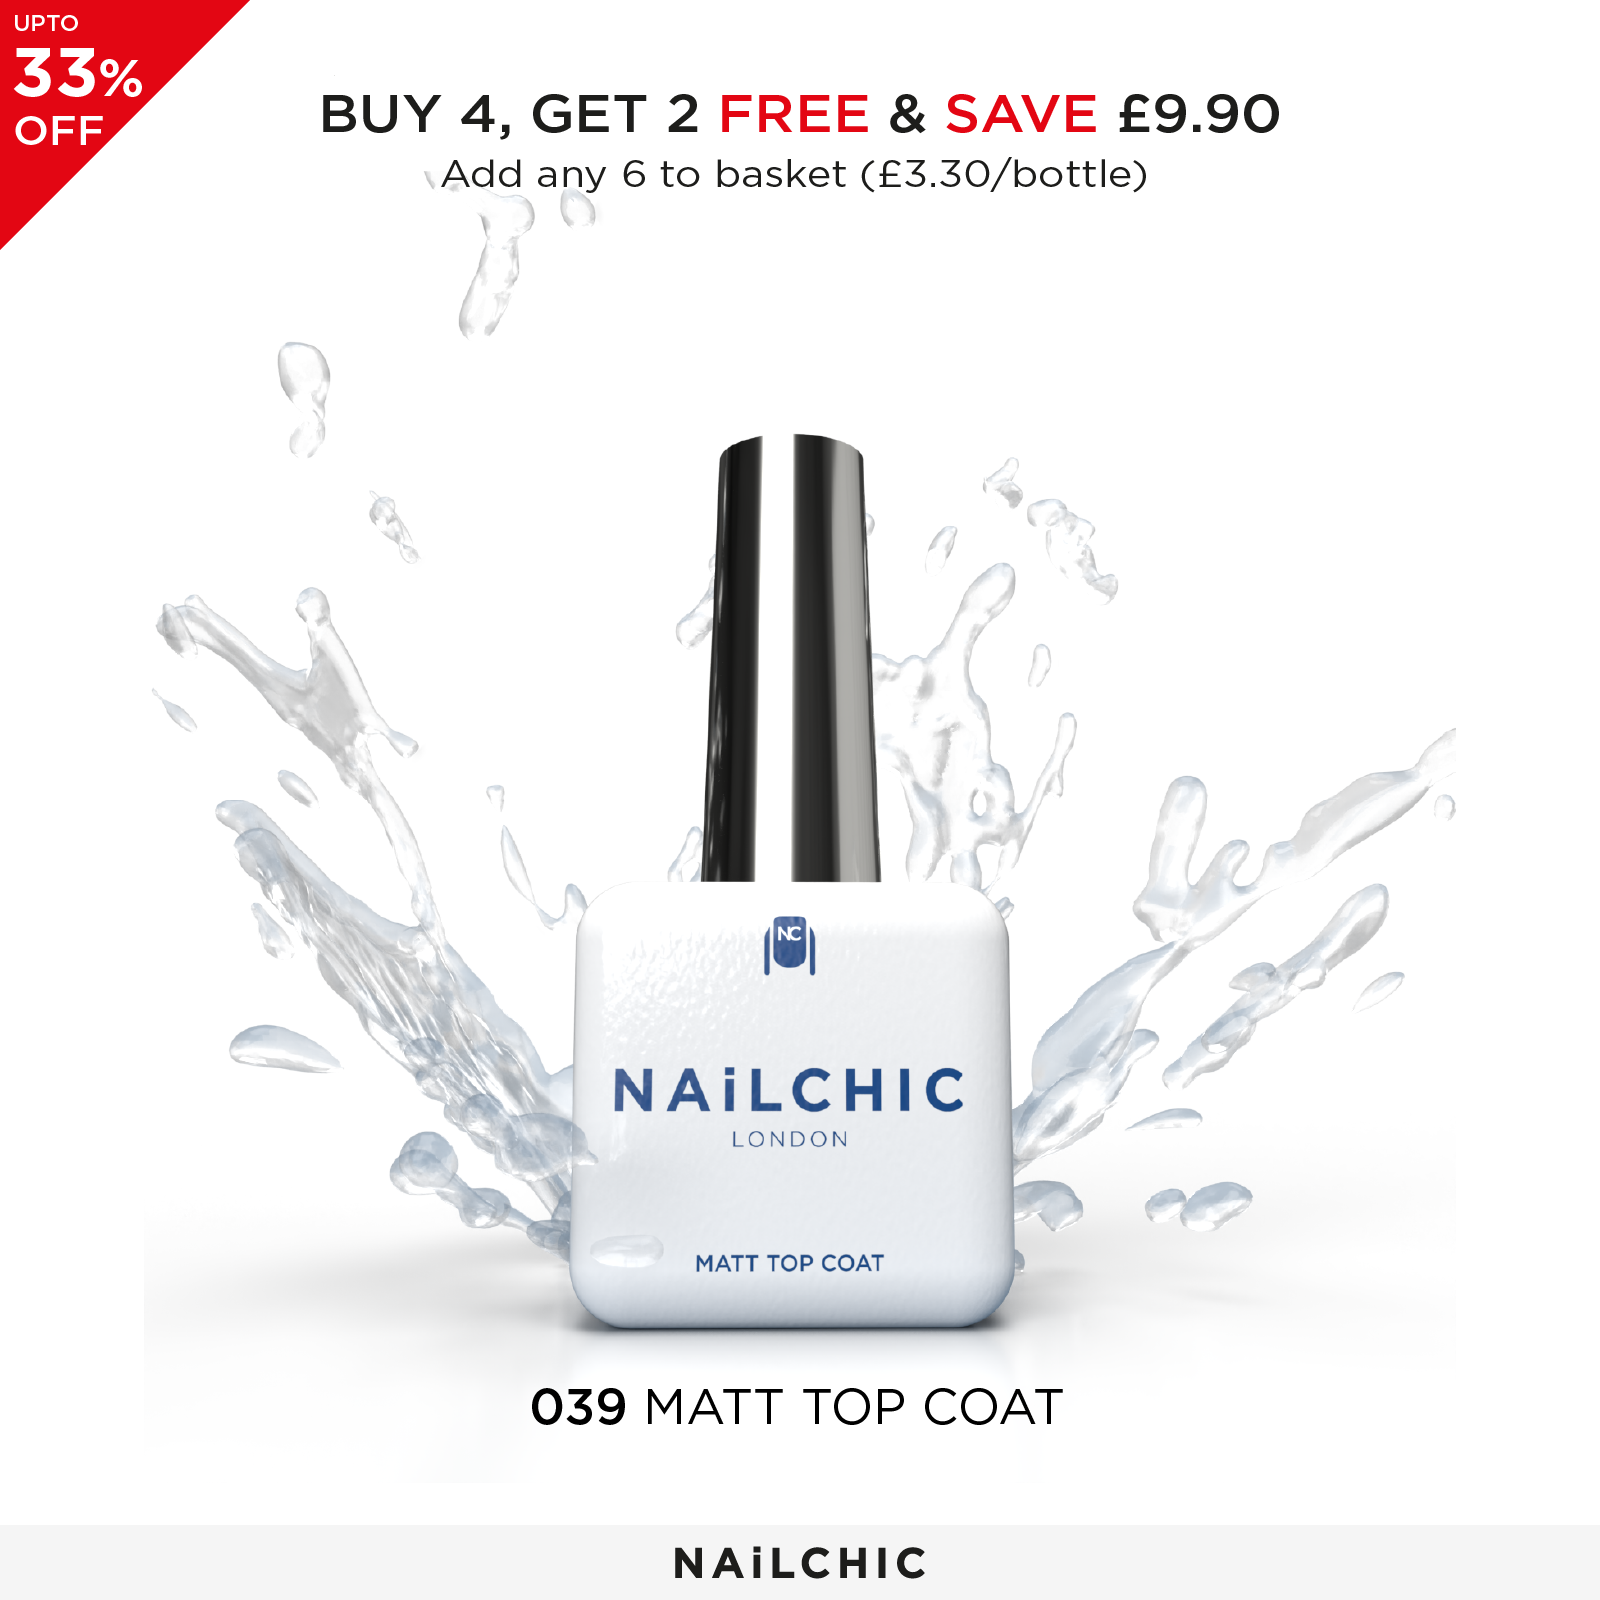 UPTO
33%
OFF
BUY 4, GET 2 FREE & SAVE £9.90
Add any 6 to basket (£3.30/bottle)
NC
NAiLCHIC
LONDON
MATT TOP COAT
039 MATT TOP COAT
NAiLCHIC